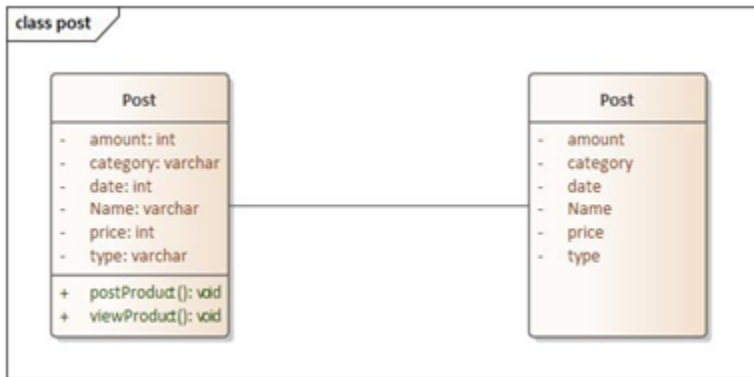 class post
Post
- amount: int
- category: varchar
- date: int
- Name: varchar
- price: int
- type: varchar
+ postProduct(): void
+ viewProduct(): void
Post
- amount
- category
- date
- Name
- price
- type